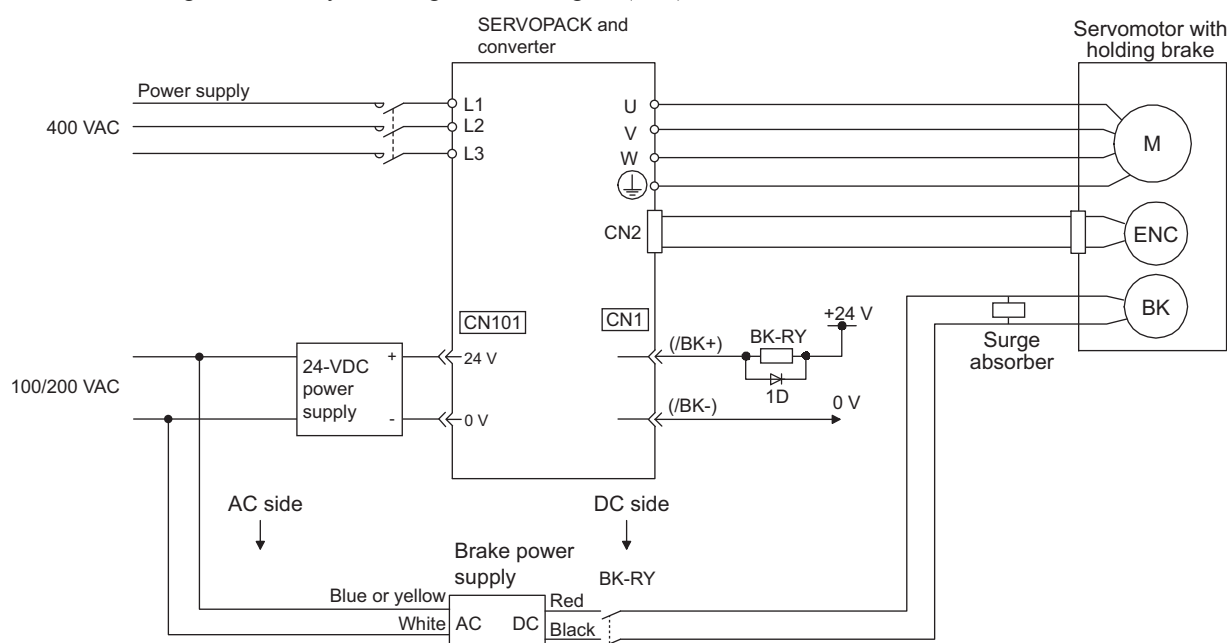 SERVOPACK and
converter
Servomotor with
holding brake
Power supply
400 VAC
L1
L2
L3
U
V
W
M
CN2
ENC
CN101
CN1
BK
+24 V
(/BK+)
BK-RY
Surge
absorber
100/200 VAC
24-VDC
power
supply
+
-
24 V
0 V
1D
(/BK-)
0 V
AC side
DC side
Brake power
supply
BK-RY
Blue or yellow
White
AC
DC
Red
Black